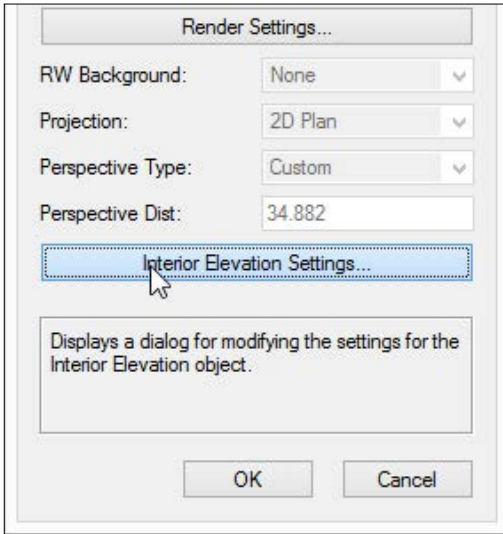 Render Settings...
RW Background: None
Projection: 2D Plan
Perspective Type: Custom
Perspective Dist: 34.882
Interior Elevation Settings...
Displays a dialog for modifying the settings for the
Interior Elevation object.
OK Cancel